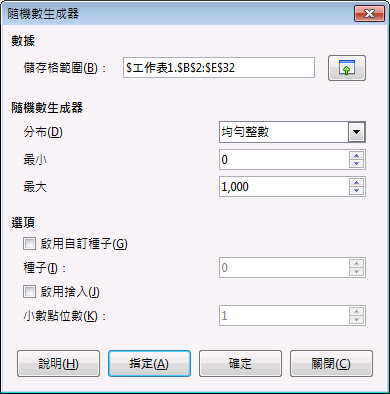 隨機數生成器
數據
儲存格範圍(B)： $工作表1.$B$2:$E$32
隨機數生成器
分布(D) 均勻整數
最小 0
最大 1,000
選項
啟用自訂種子(G)
種子(I)： 0
啟用捨入(J)
小數點位數(K)： 1
說明(H) 指定(A) 確定 關閉(C)